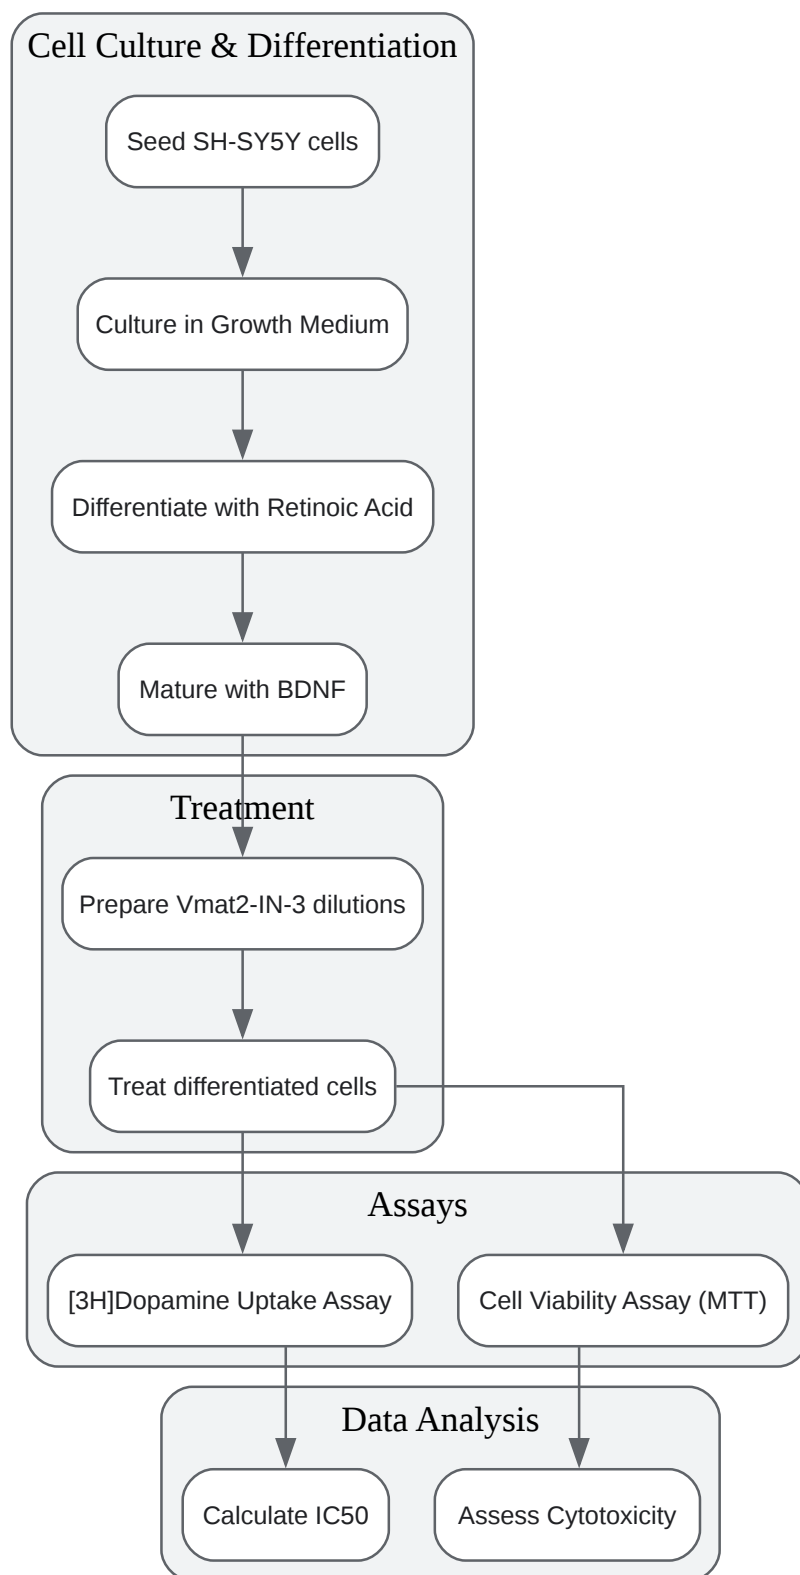 Cell Culture & Differentiation
Seed SH-SY5Y cells
Culture in Growth Medium
Differentiate with Retinoic Acid
Mature with BDNF
Treatment
Prepare Vmat2-IN-3 dilutions
Treat differentiated cells
Assays
[3H]Dopamine Uptake Assay
Cell Viability Assay (MTT)
Data Analysis
Calculate IC50
Assess Cytotoxicity